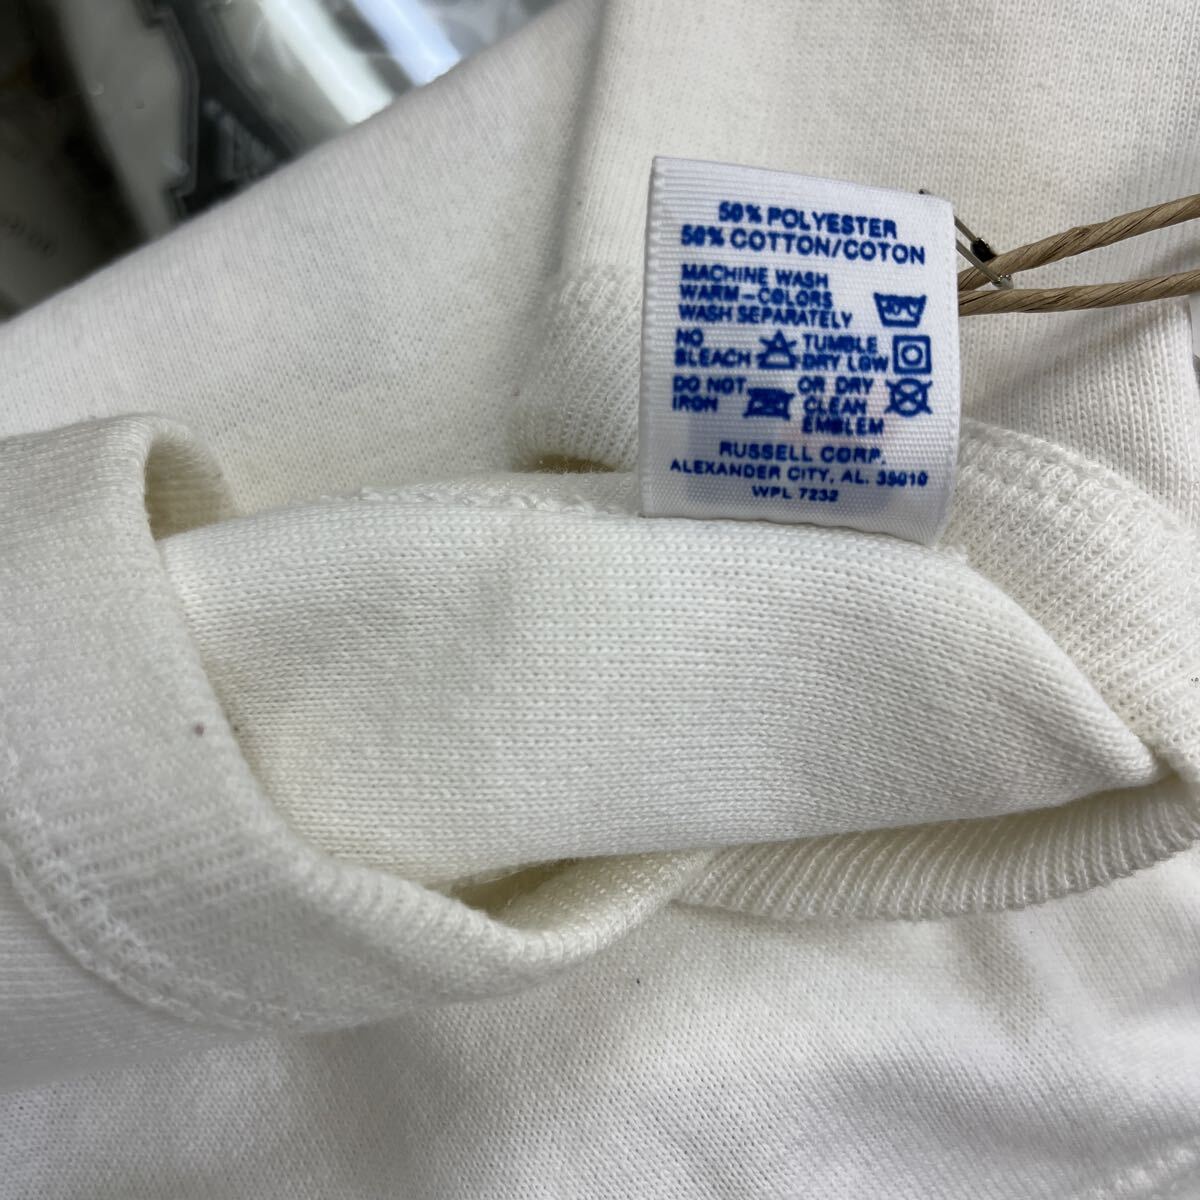 50% POLYESTER
50% COTTON/COTON
MACHINE WASH
WARM-COLORS
WASH SEPARATELY
NO BLEACH
TUMBLE DRY LOW
DO NOT IRON
OR DRY CLEAN EMBLEM
RUSSELL CORP.
ALEXANDER CITY, AL. 35010
WPL 7232